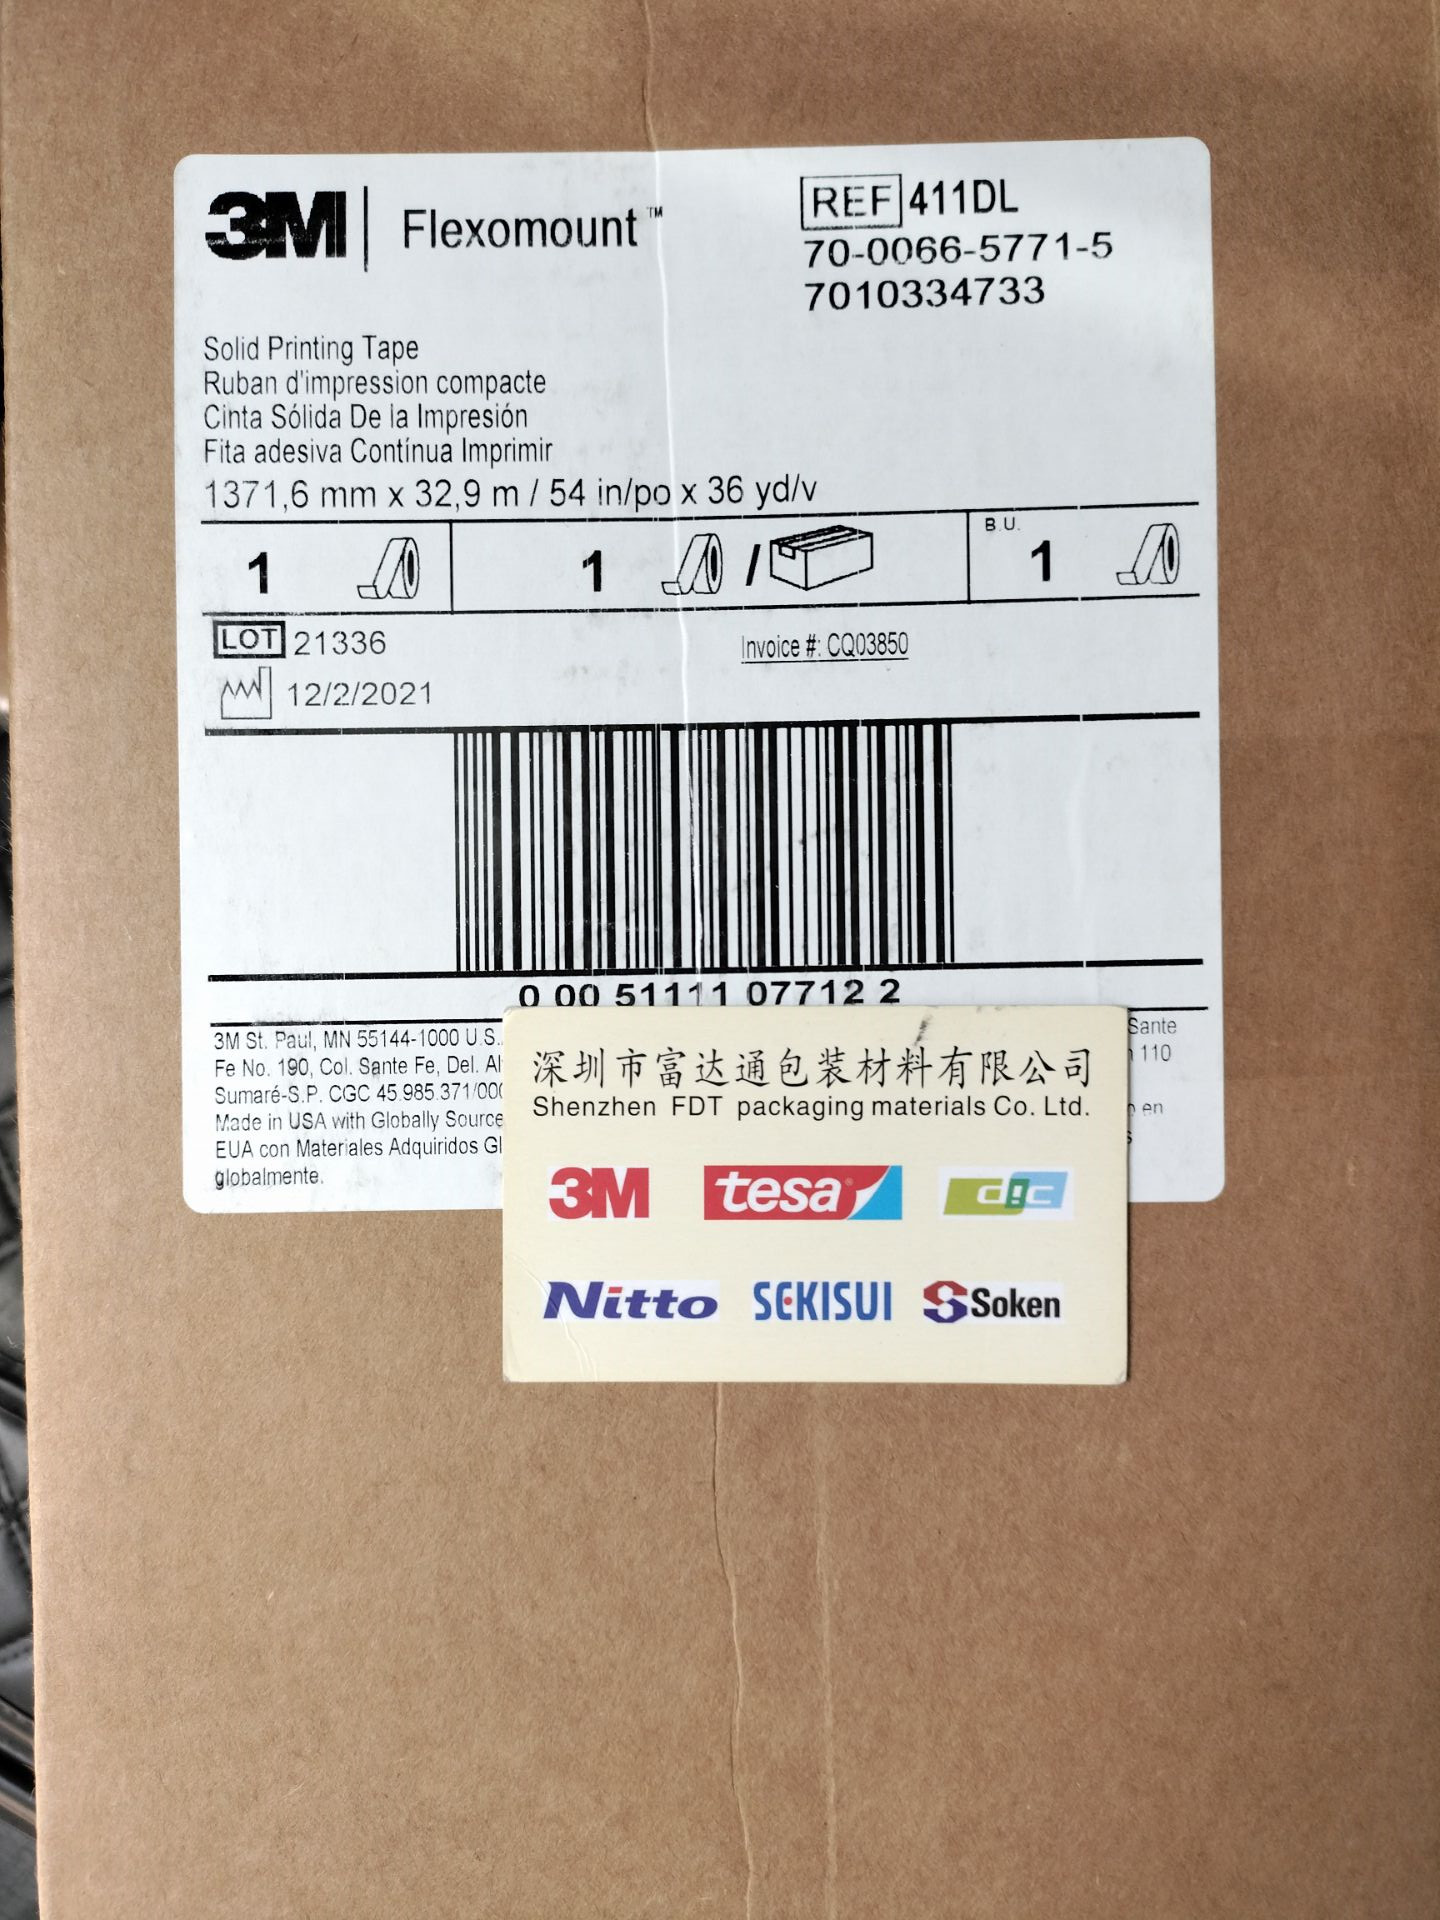 3M Flexomount™
REF 411DL
70-0066-5771-5
7010334733
Solid Printing Tape
Ruban d'impression compacte
Cinta Sólida De la Impresión
Fita adesiva Contínua Imprimir
1371,6 mm x 32,9 m / 54 in/po x 36 yd/v
1 1 / B.U. 1
LOT 21336 Invoice #: CQ03850
12/2/2021
0 00 51111 07712 2
3M St. Paul, MN 55144-1000 U.S. Sante
Fe No. 190, Col. Sante Fe, Del. 110
Sumaré-S.P. CGC 45.985.371/00
Made in USA with Globally en
EUA con Materiales Adquiridos
globalmente.
深圳市富达通包装材料有限公司
Shenzhen FDT packaging materials Co. Ltd.
3M tesa dic
Nitto SEKISUI Soken